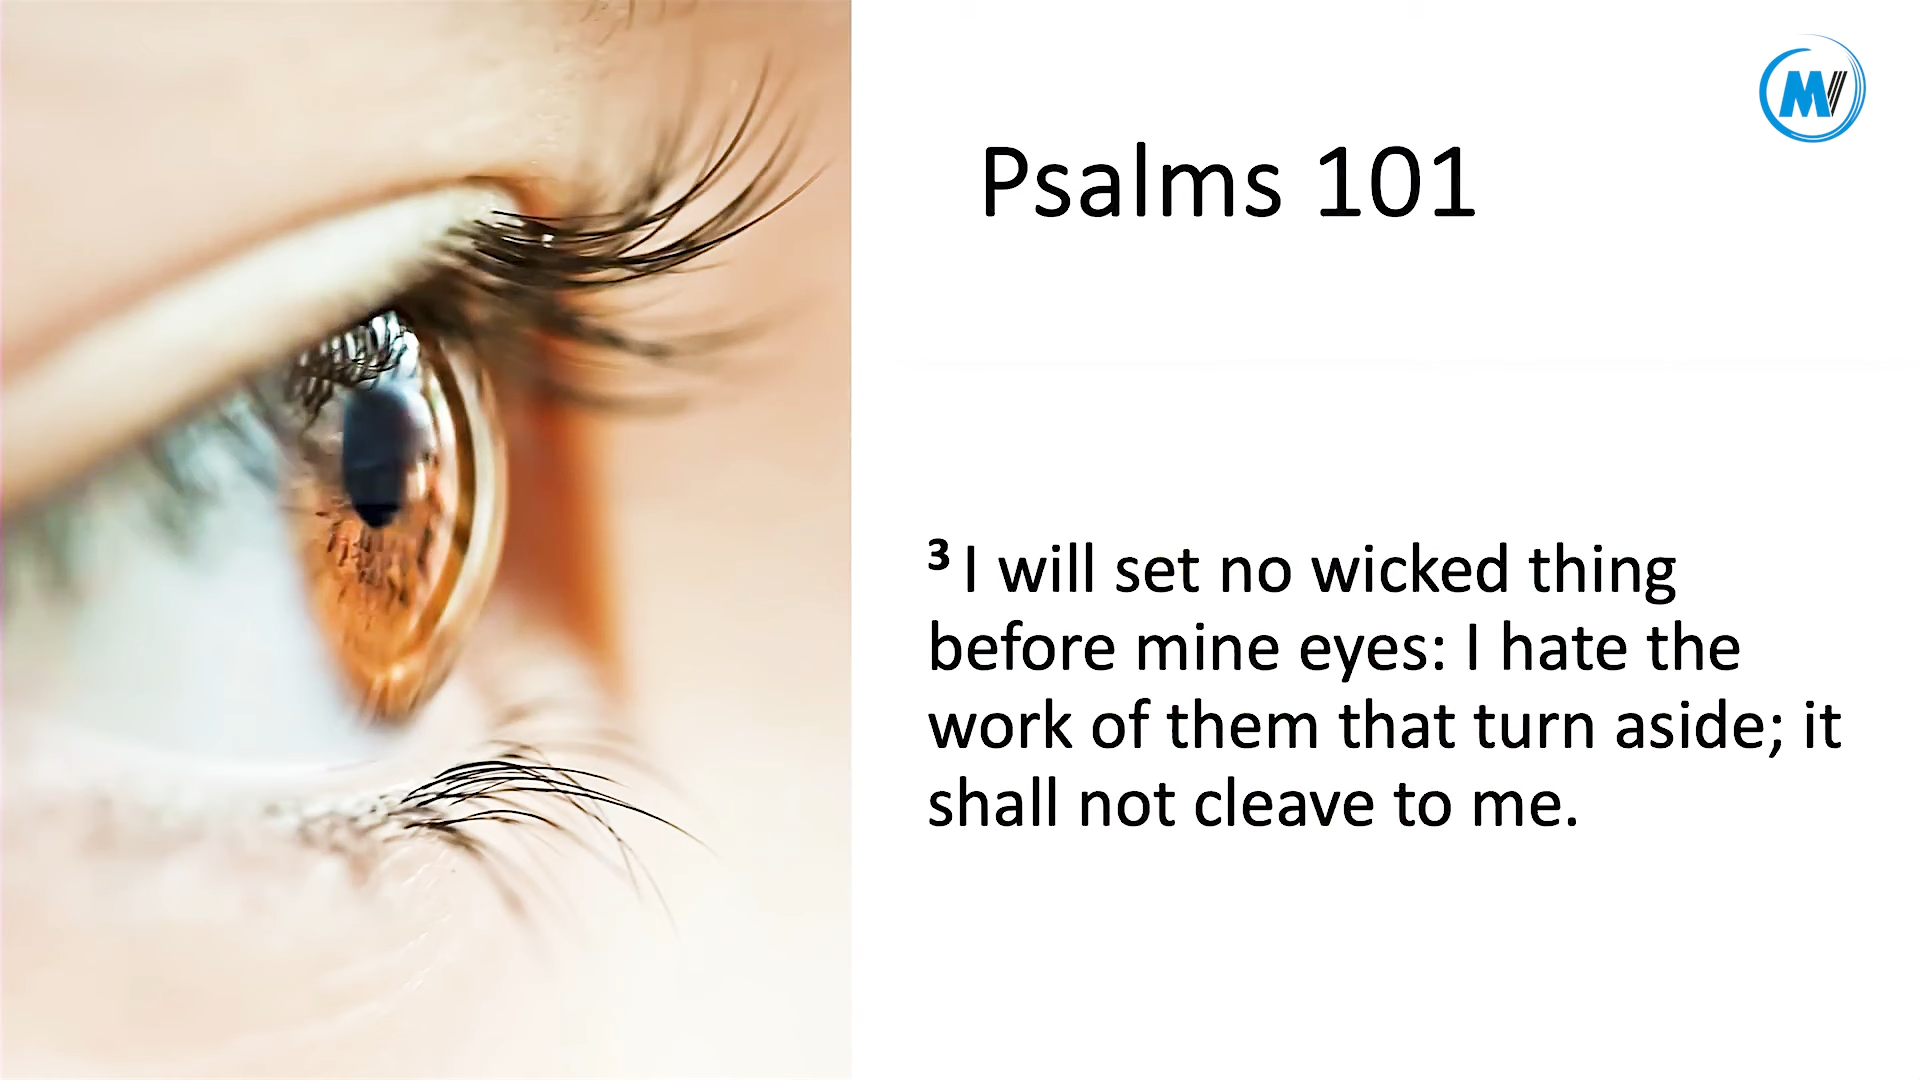 MV
Psalms 101
3 I will set no wicked thing
before mine eyes: I hate the
work of them that turn aside; it
shall not cleave to me.